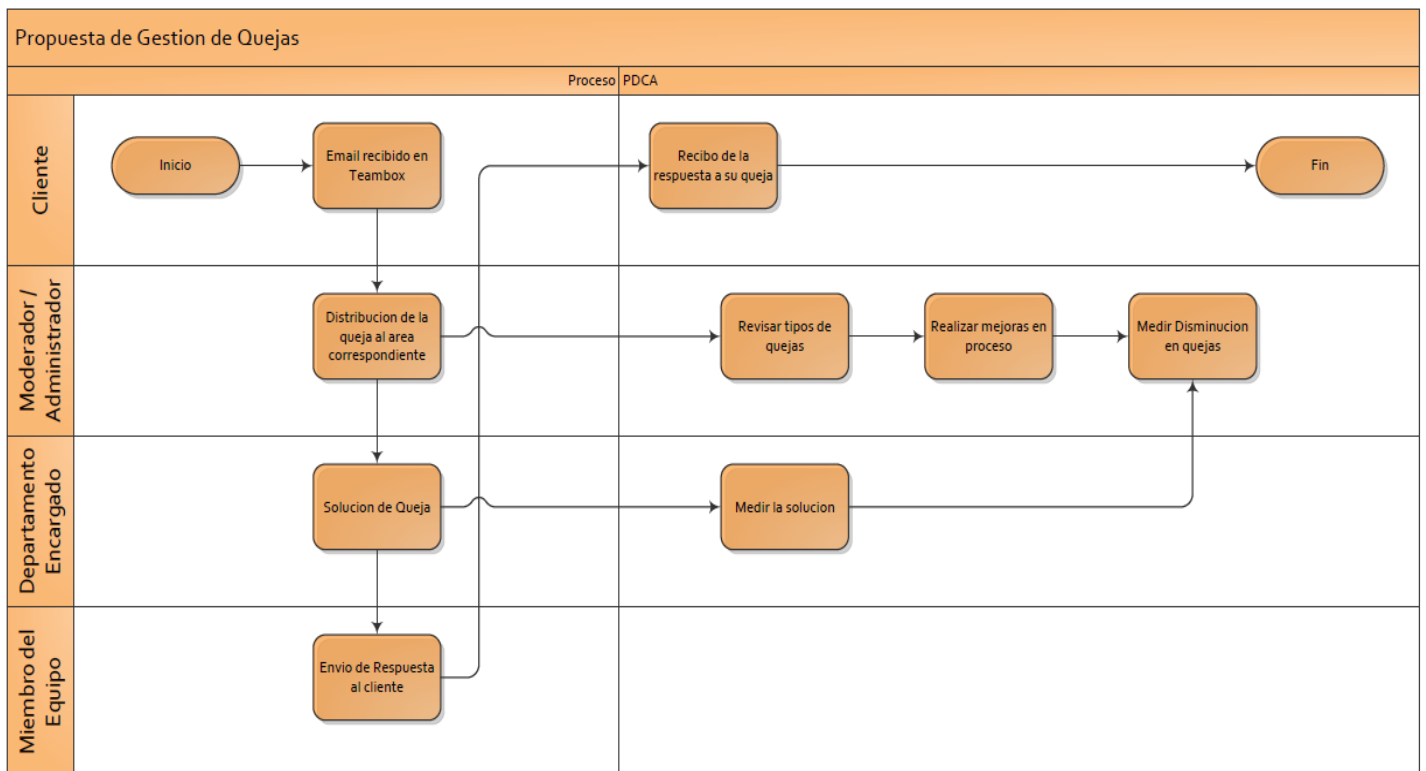 Propuesta de Gestion de Quejas
Proceso
PDCA
Cliente
Inicio
Email recibido en
Teambox
Recibo de la
respuesta a su queja
Fin
Moderador /
Administrador
Distribucion de la
queja al area
correspondiente
Revisar tipos de
quejas
Realizar mejoras en
proceso
Medir Disminucion
en quejas
Departamento
Encargado
Solucion de Queja
Medir la solucion
Miembro del
Equipo
Envio de Respuesta
al cliente